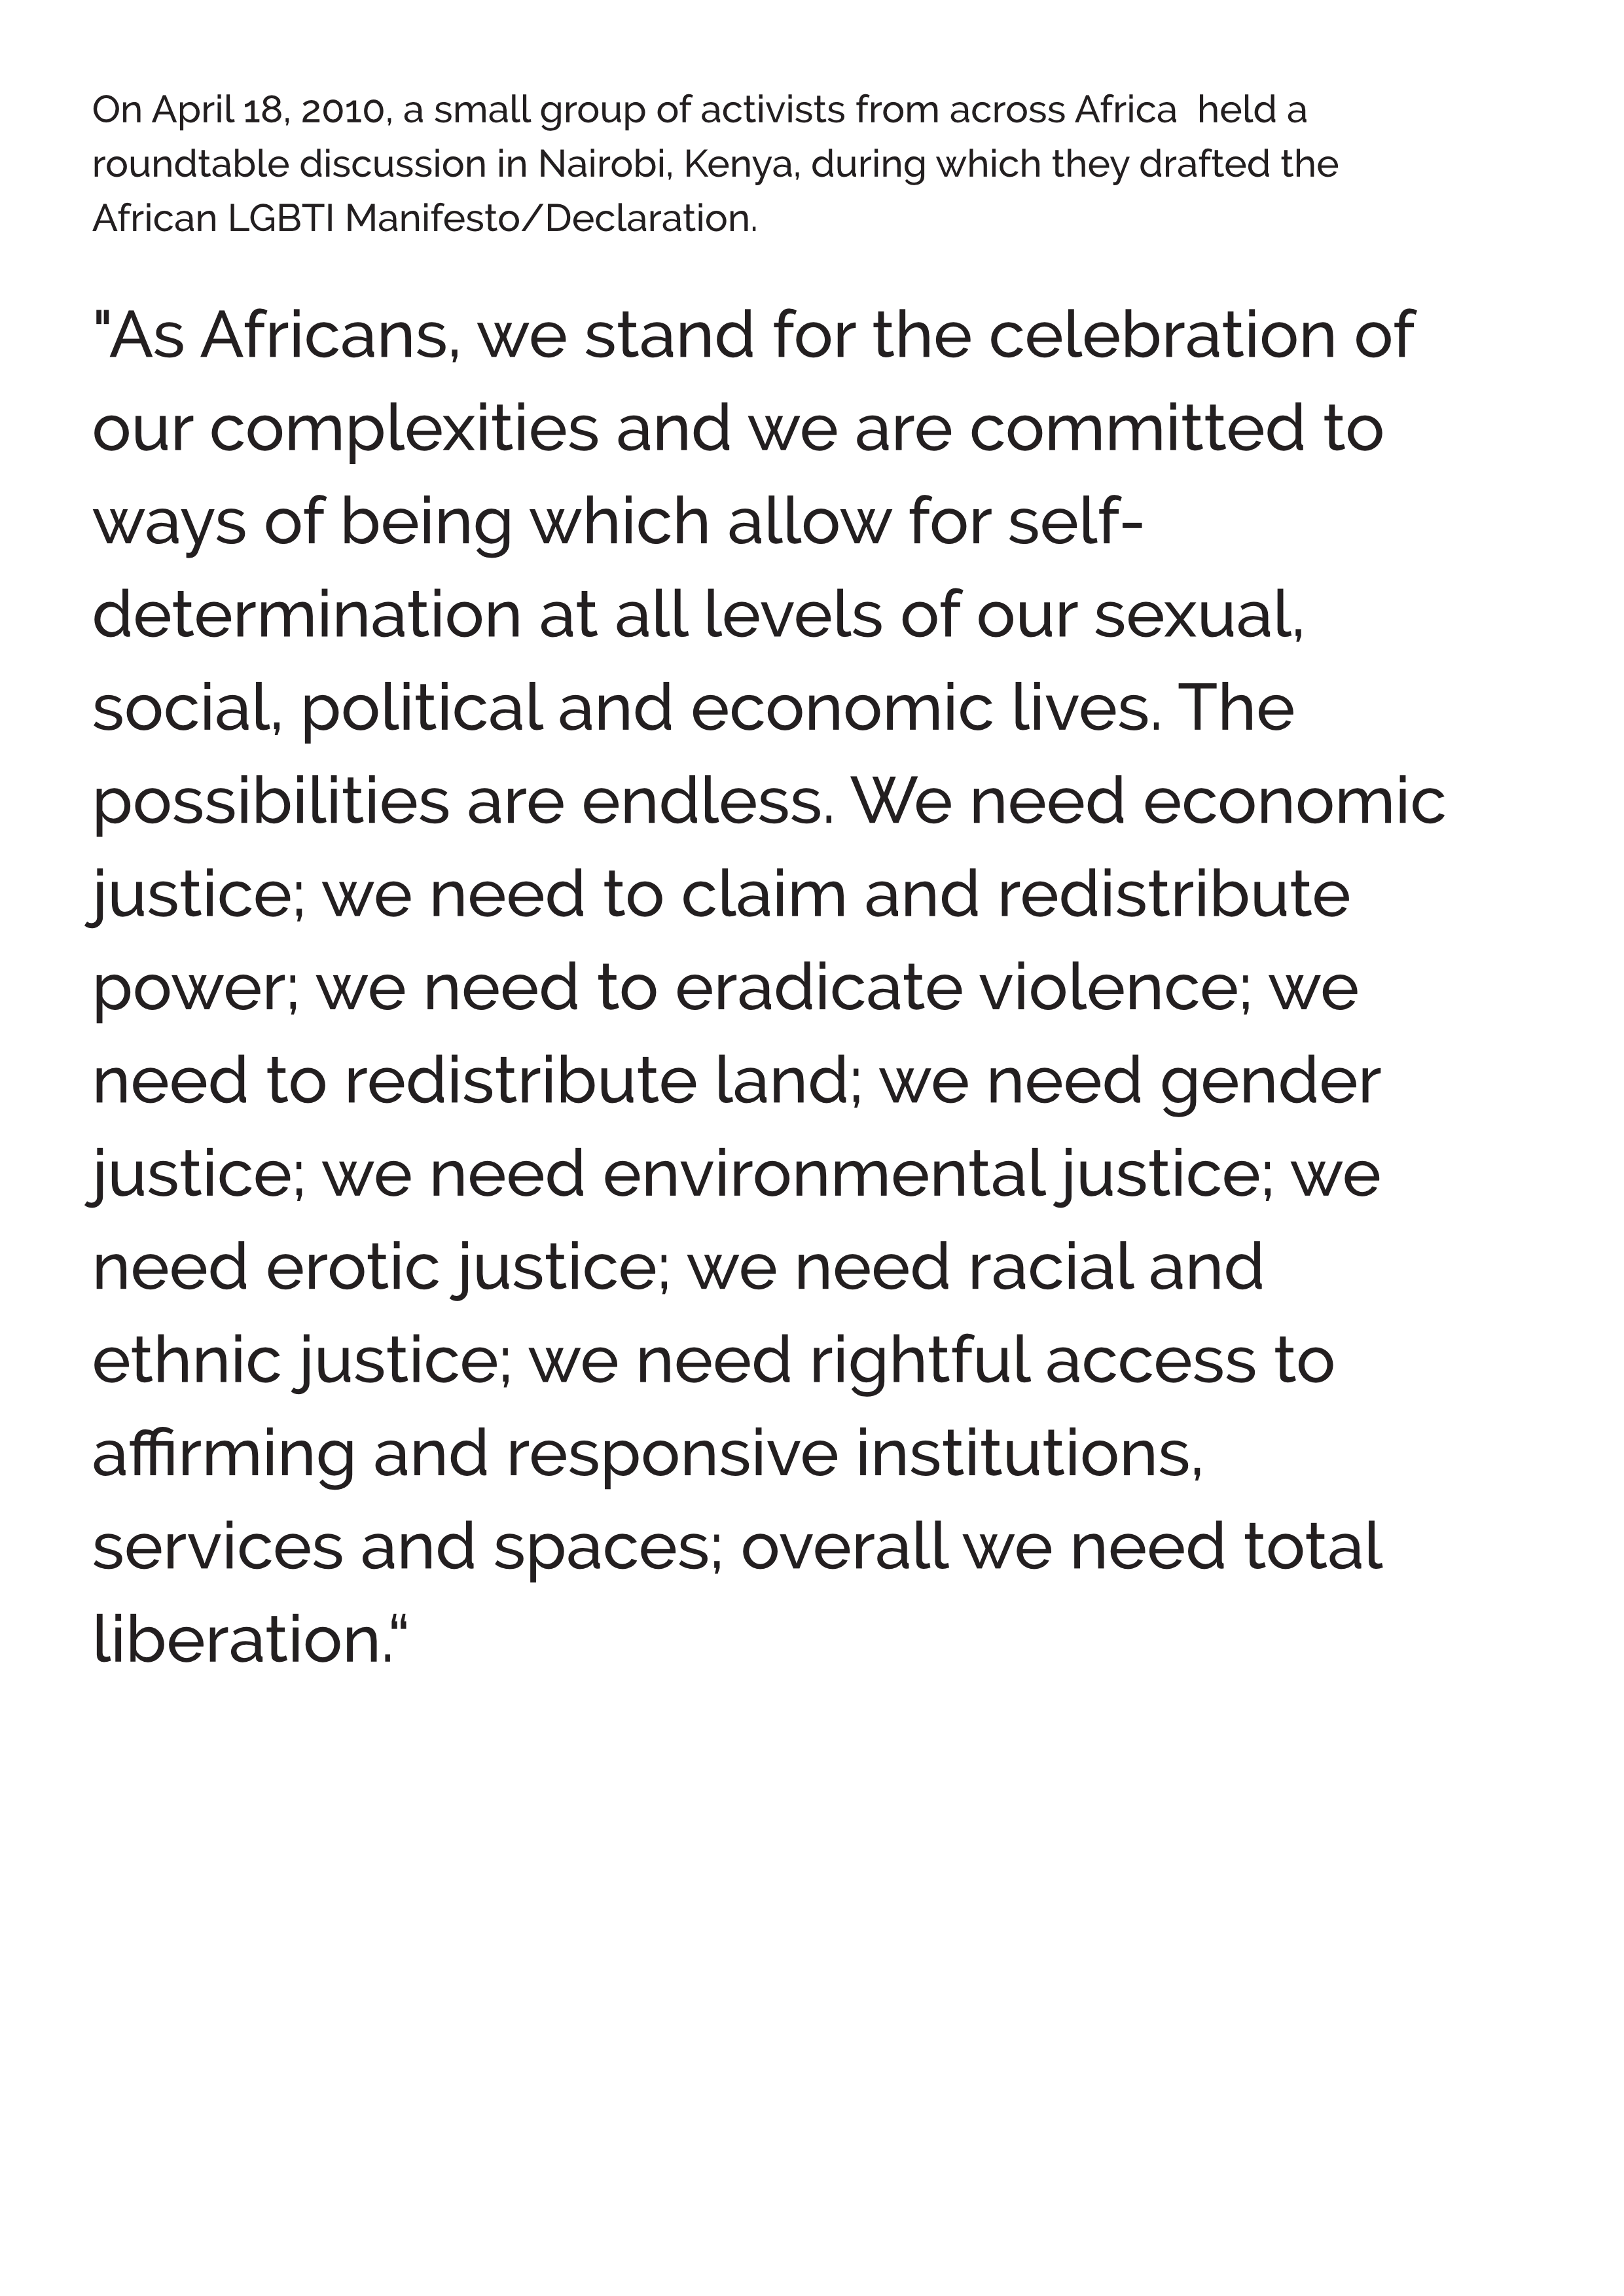 On April 18, 2010, a small group of activists from across Africa  held a
roundtable discussion in Nairobi, Kenya, during which they drafted the
African LGBTI Manifesto/Declaration.
"As Africans, we stand for the celebration of
our complexities and we are committed to
ways of being which allow for self-
determination at all levels of our sexual,
social, political and economic lives. The
possibilities are endless. We need economic
justice; we need to claim and redistribute
power; we need to eradicate violence; we
need to redistribute land; we need gender
justice; we need environmental justice; we
need erotic justice; we need racial and
ethnic justice; we need rightful access to
affirming and responsive institutions,
services and spaces; overall we need total
liberation.“